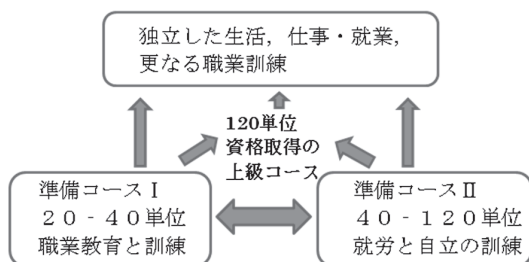 独立した生活，仕事・就業，
更なる職業訓練
120単位
資格取得の
上級コース
準備コースⅠ
２０‐４０単位
職業教育と訓練
準備コースⅡ
４０‐１２０単位
就労と自立の訓練